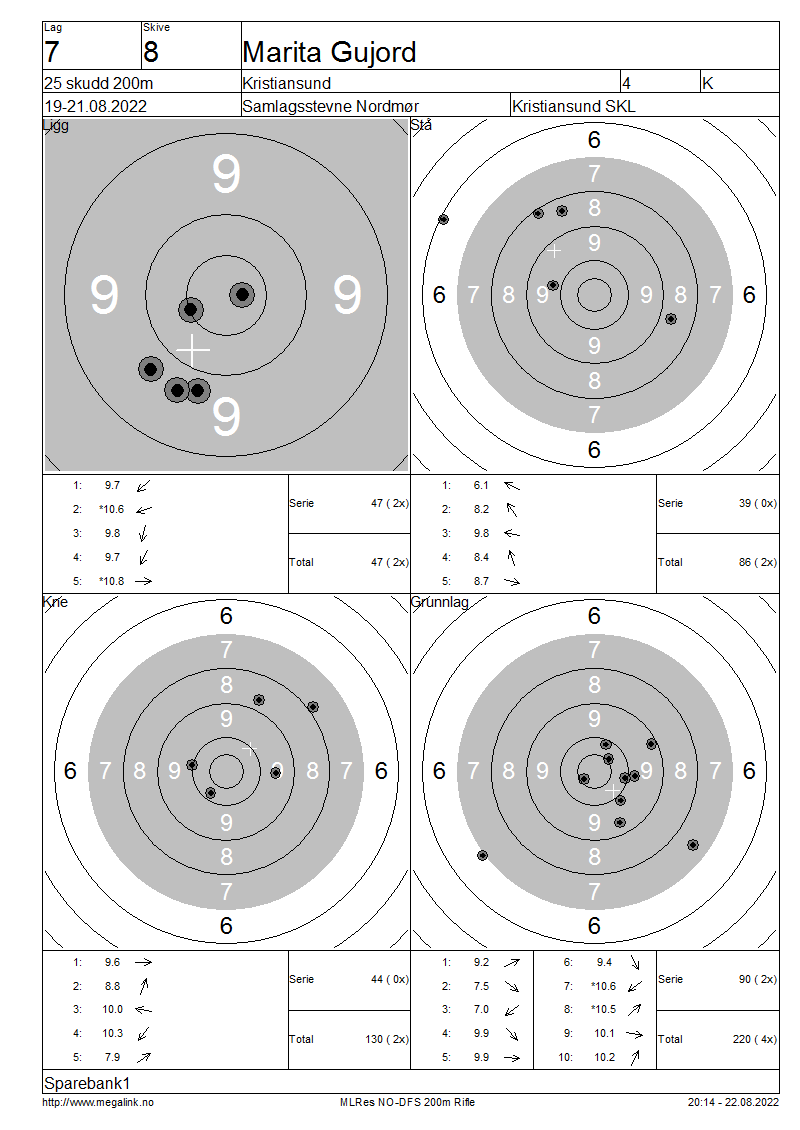 Lag
Skive
7
8
Marita Gujord
25 skudd 200m
Kristiansund
4
K
19-21.08.2022
Samlagsstevne Nordmør
Kristiansund SKL
Ligg
9
9
9
9
Stå
6
7
8
9
6 7 8 9
9 8 7 6
9
8
7
6
1: 9.7
2: *10.6
3: 9.8
4: 9.7
5: *10.8
Serie 47 ( 2x)
Total 47 ( 2x)
1: 6.1
2: 8.2
3: 9.8
4: 8.4
5: 8.7
Serie 39 ( 0x)
Total 86 ( 2x)
Kne
6
7
8
9
6 7 8 9
9 8 7 6
9
8
7
6
Grunnlag
6
7
8
9
6 7 8 9
9 8 7 6
9
8
7
6
1: 9.6
2: 8.8
3: 10.0
4: 10.3
5: 7.9
Serie 44 ( 0x)
Total 130 ( 2x)
1: 9.2
2: 7.5
3: 7.0
4: 9.9
5: 9.9
6: 9.4
7: *10.6
8: *10.5
9: 10.1
10: 10.2
Serie 90 ( 2x)
Total 220 ( 4x)
Sparebank1
http://www.megalink.no
MLRes NO-DFS 200m Rifle
20:14 - 22.08.2022